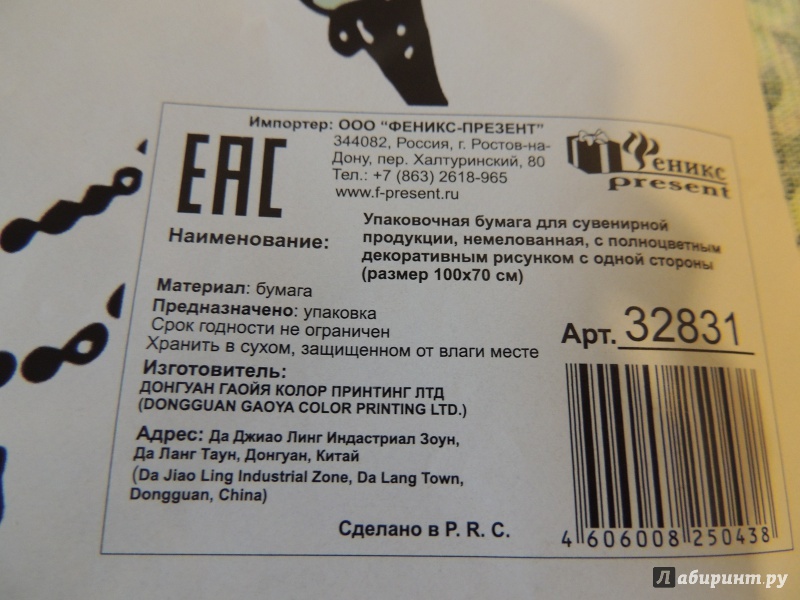 Импортер: ООО "ФЕНИКС-ПРЕЗЕНТ"
344082, Россия, г. Ростов-на-
Дону, пер. Халтуринский, 80
Тел.: +7 (863) 2618-965
www.f-present.ru
EAC
Феникс
present
Наименование:
Упаковочная бумага для сувенирной
продукции, немелованная, с полноцветным
декоративным рисунком с одной стороны
(размер 100х70 см)
Материал: бумага
Предназначено: упаковка
Срок годности не ограничен
Хранить в сухом, защищенном от влаги месте
Арт. 32831
Изготовитель:
ДОНГУАН ГАОЙЯ КОЛОР ПРИНТИНГ ЛТД
(DONGGUAN GAOYA COLOR PRINTING LTD.)
Адрес: Да Джиао Линг Индастриал Зоун,
Да Ланг Таун, Донгуан, Китай
(Da Jiao Ling Industrial Zone, Da Lang Town,
Dongguan, China)
Сделано в P. R. C.
4 606008 250438
Лабиринт.ру